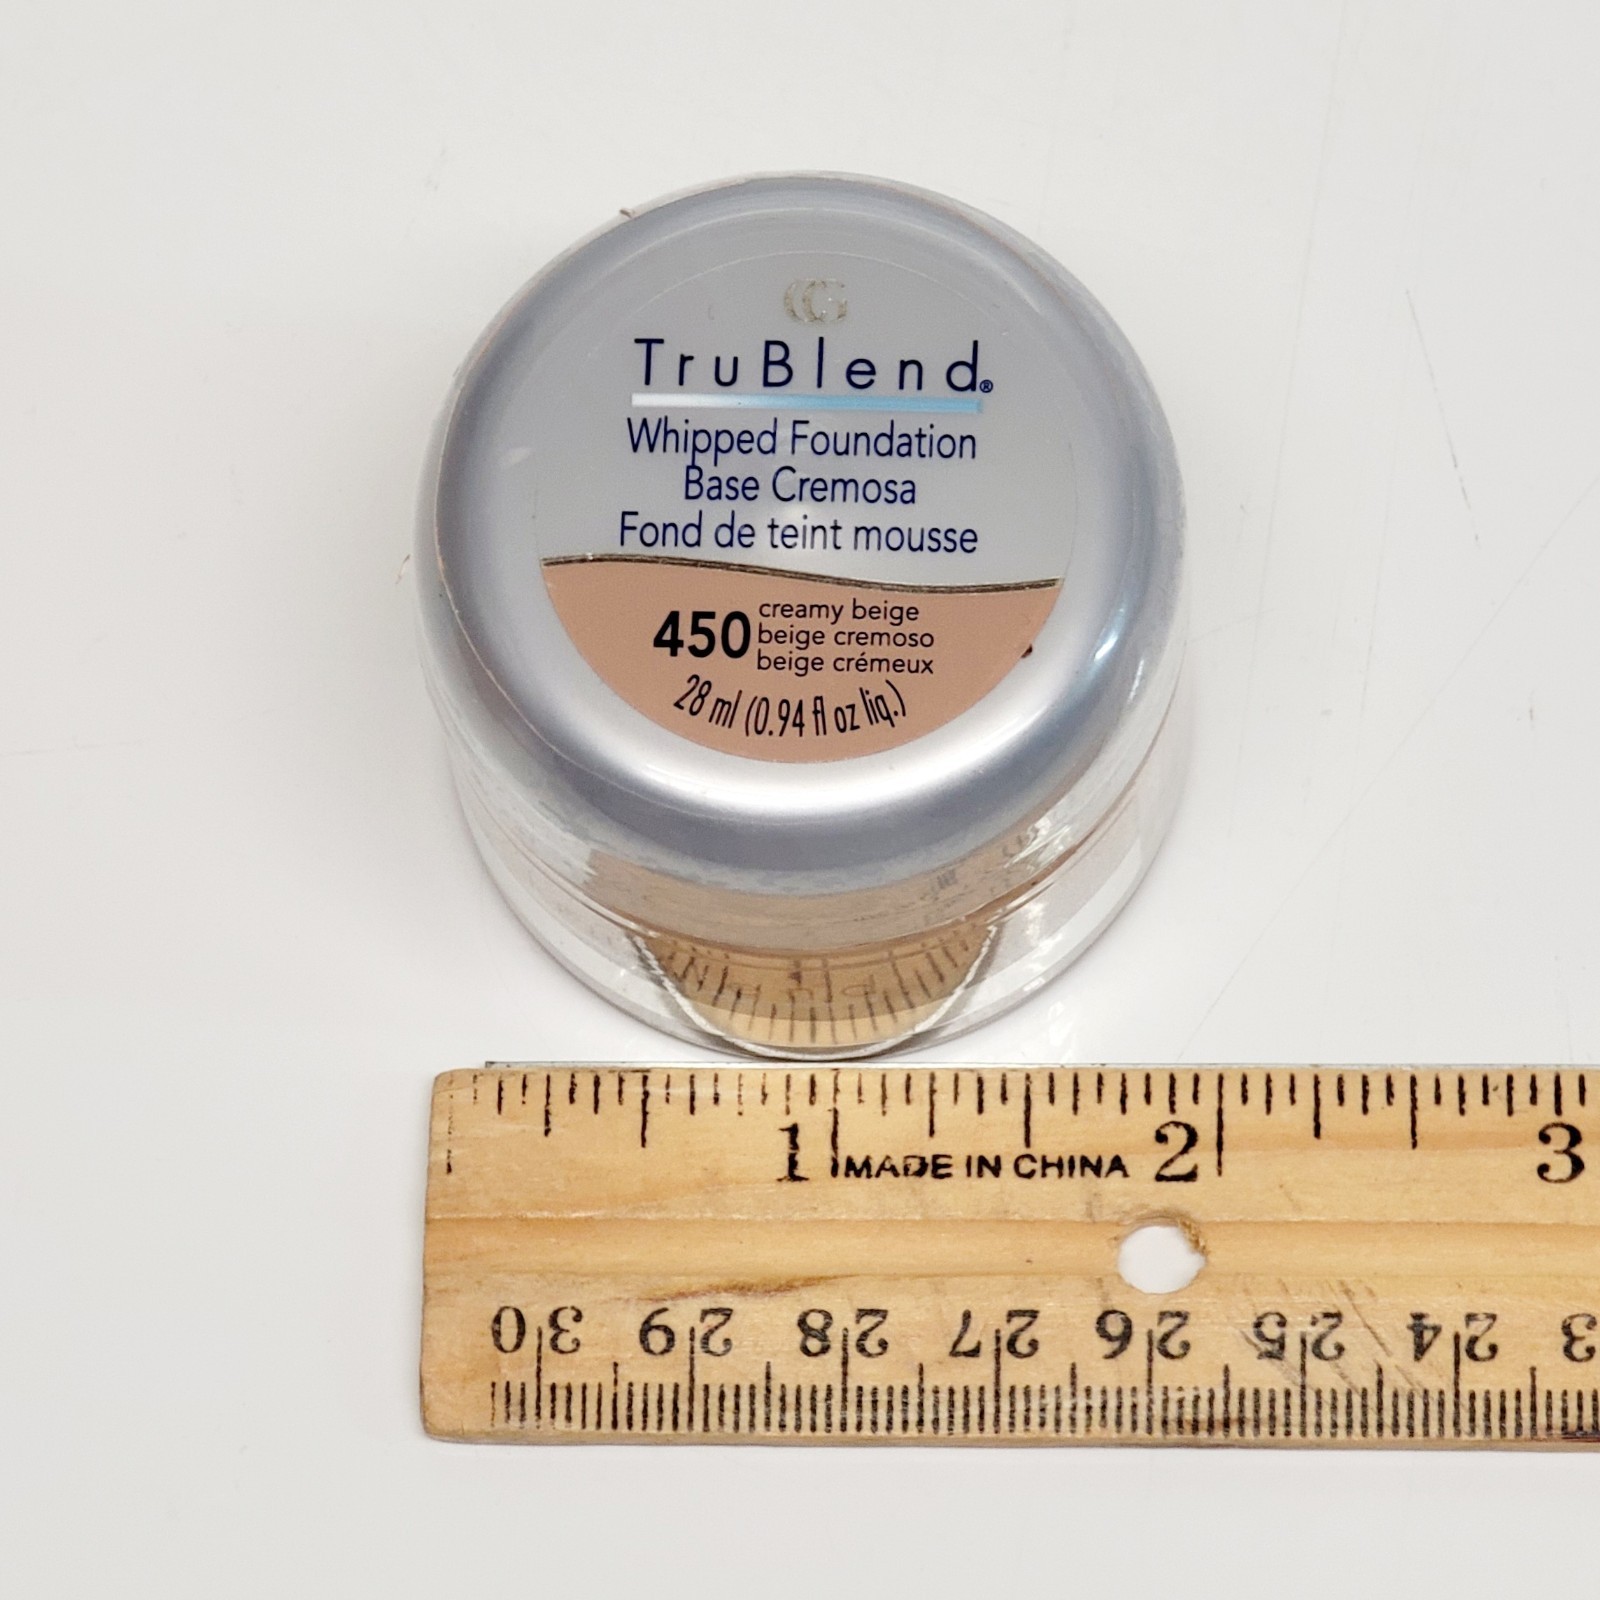 CG
TruBlend®
Whipped Foundation
Base Cremosa
Fond de teint mousse
450 creamy beige
beige cremoso
beige crémeux
28 ml (0.94 fl oz liq.)
1 MADE IN CHINA 2 3
30 29 28 27 26 25 24